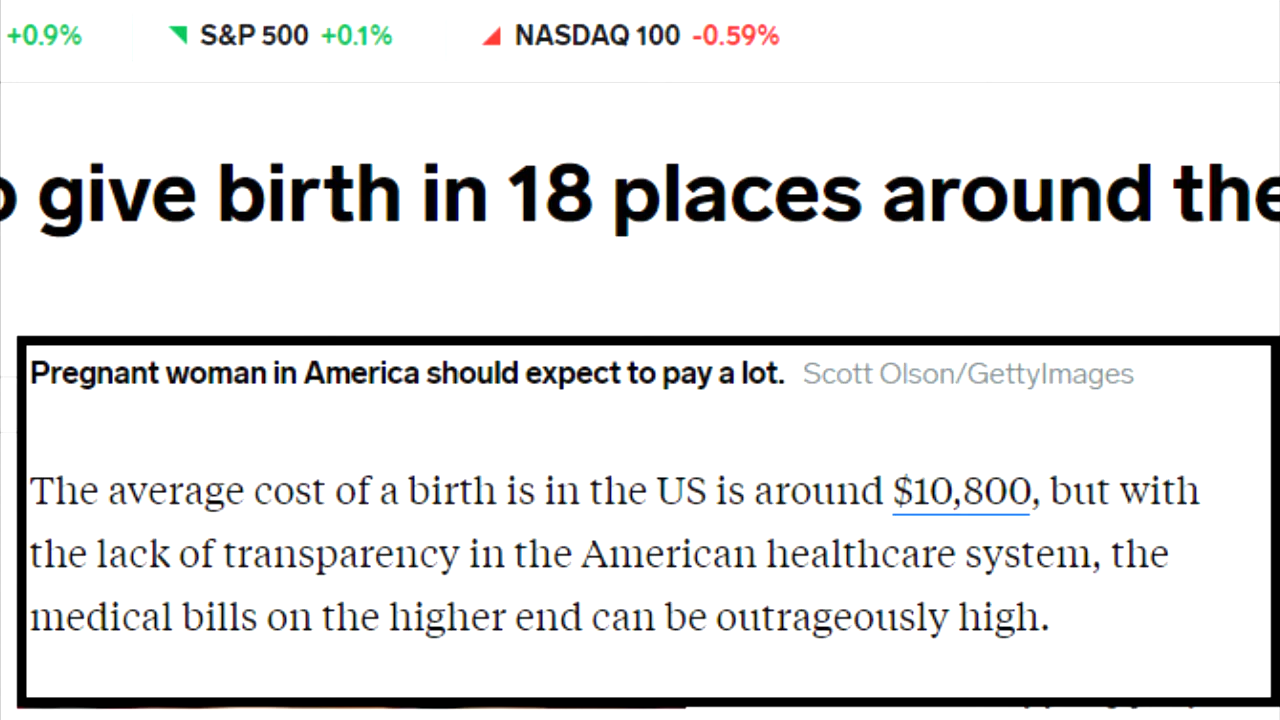 +0.9% S&P 500 +0.1% NASDAQ 100 -0.59%
give birth in 18 places around the
Pregnant woman in America should expect to pay a lot. Scott Olson/GettyImages
The average cost of a birth is in the US is around $10,800, but with
the lack of transparency in the American healthcare system, the
medical bills on the higher end can be outrageously high.